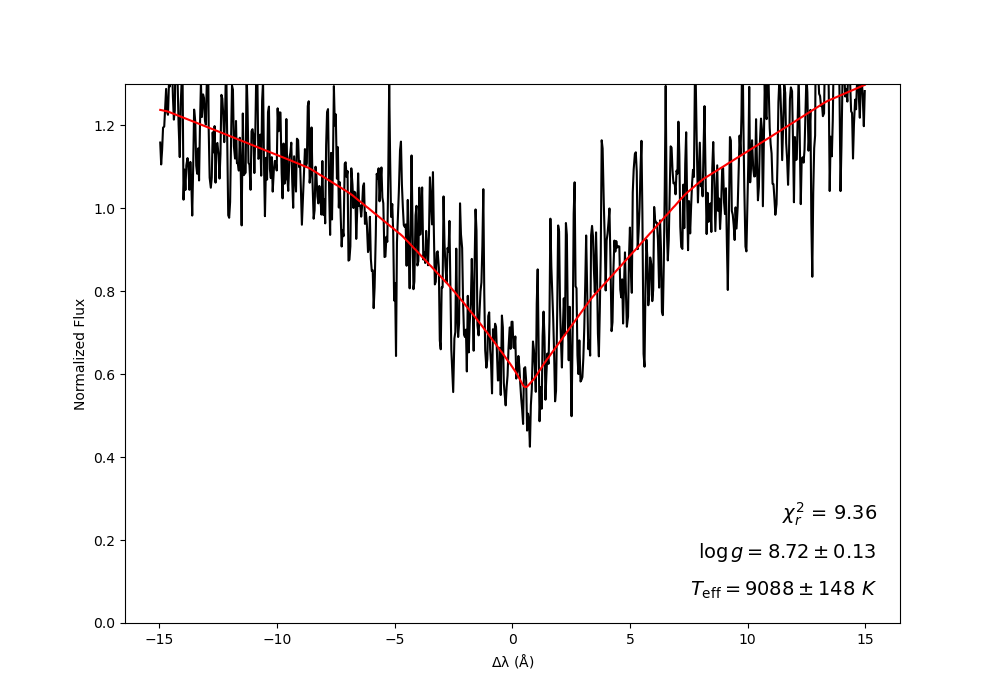 1.2
1.0
0.8
0.6
0.4
0.2
0.0
Normalized Flux
χ²ᵣ = 9.36
log g = 8.72 ± 0.13
T_eff = 9088 ± 148 K
−15 −10 −5 0 5 10 15
Δλ (Å)